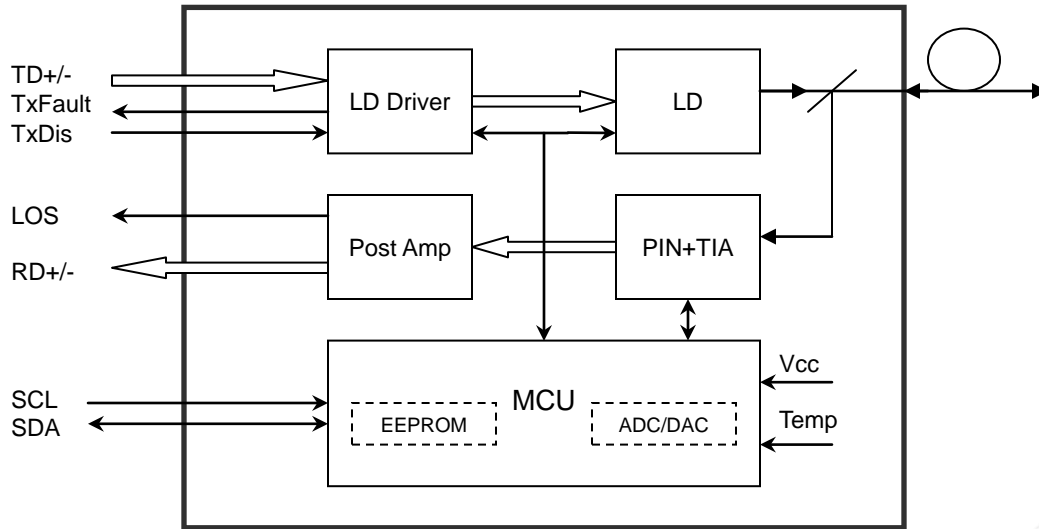 TD+/-
TxFault
TxDis
LD Driver
LD
LOS
RD+/-
Post Amp
PIN+TIA
SCL
SDA
MCU
EEPROM
ADC/DAC
Vcc
Temp